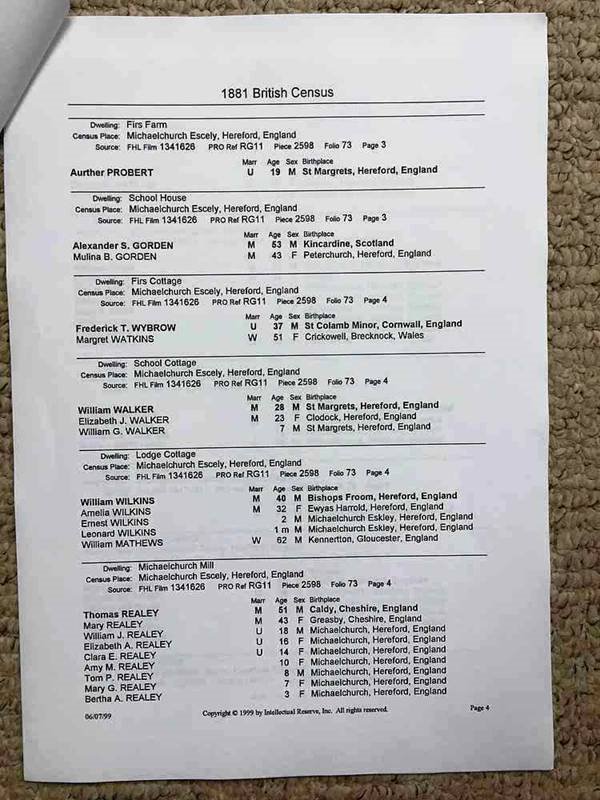 1881 British Census
Dwelling: Firs Farm
Census Place: Michaelchurch Escely, Hereford, England
Source: FHL Film 1341626 PRO Ref RG11 Piece 2598 Folio 73 Page 3
Marr Age Sex Birthplace
Aurther PROBERT U 19 M St Margrets, Hereford, England
Dwelling: School House
Census Place: Michaelchurch Escely, Hereford, England
Source: FHL Film 1341626 PRO Ref RG11 Piece 2598 Folio 73 Page 3
Marr Age Sex Birthplace
Alexander S. GORDEN M 53 M Kincardine, Scotland
Mulina B. GORDEN M 43 F Peterchurch, Hereford, England
Dwelling: Firs Cottage
Census Place: Michaelchurch Escely, Hereford, England
Source: FHL Film 1341626 PRO Ref RG11 Piece 2598 Folio 73 Page 4
Marr Age Sex Birthplace
Frederick T. WYBROW U 37 M St Colamb Minor, Cornwall, England
Margret WATKINS W 51 F Crickowell, Brecknock, Wales
Dwelling: School Cottage
Census Place: Michaelchurch Escely, Hereford, England
Source: FHL Film 1341626 PRO Ref RG11 Piece 2598 Folio 73 Page 4
Marr Age Sex Birthplace
William WALKER M 28 M St Margrets, Hereford, England
Elizabeth J. WALKER M 23 F Clodock, Hereford, England
William G. WALKER 7 M St Margrets, Hereford, England
Dwelling: Lodge Cottage
Census Place: Michaelchurch Escely, Hereford, England
Source: FHL Film 1341626 PRO Ref RG11 Piece 2598 Folio 73 Page 4
Marr Age Sex Birthplace
William WILKINS M 40 M Bishops Froom, Hereford, England
Amelia WILKINS M 32 F Ewyas Harrold, Hereford, England
Ernest WILKINS 2 M Michaelchurch Eskley, Hereford, England
Leonard WILKINS 1 m M Michaelchurch Eskley, Hereford, England
William MATHEWS W 62 M Kennertton, Gloucester, England
Dwelling: Michaelchurch Mill
Census Place: Michaelchurch Escely, Hereford, England
Source: FHL Film 1341626 PRO Ref RG11 Piece 2598 Folio 73 Page 4
Marr Age Sex Birthplace
Thomas REALEY M 51 M Caldy, Cheshire, England
Mary REALEY M 43 F Greasby, Cheshire, England
William J. REALEY U 18 M Michaelchurch, Hereford, England
Elizabeth A. REALEY U 16 F Michaelchurch, Hereford, England
Clara E. REALEY U 14 F Michaelchurch, Hereford, England
Amy M. REALEY 10 F Michaelchurch, Hereford, England
Tom P. REALEY 8 M Michaelchurch, Hereford, England
Mary G. REALEY 7 F Michaelchurch, Hereford, England
Bertha A. REALEY 3 F Michaelchurch, Hereford, England
06/07/99 Copyright © 1999 by Intellectual Reserve, Inc. All rights reserved. Page 4